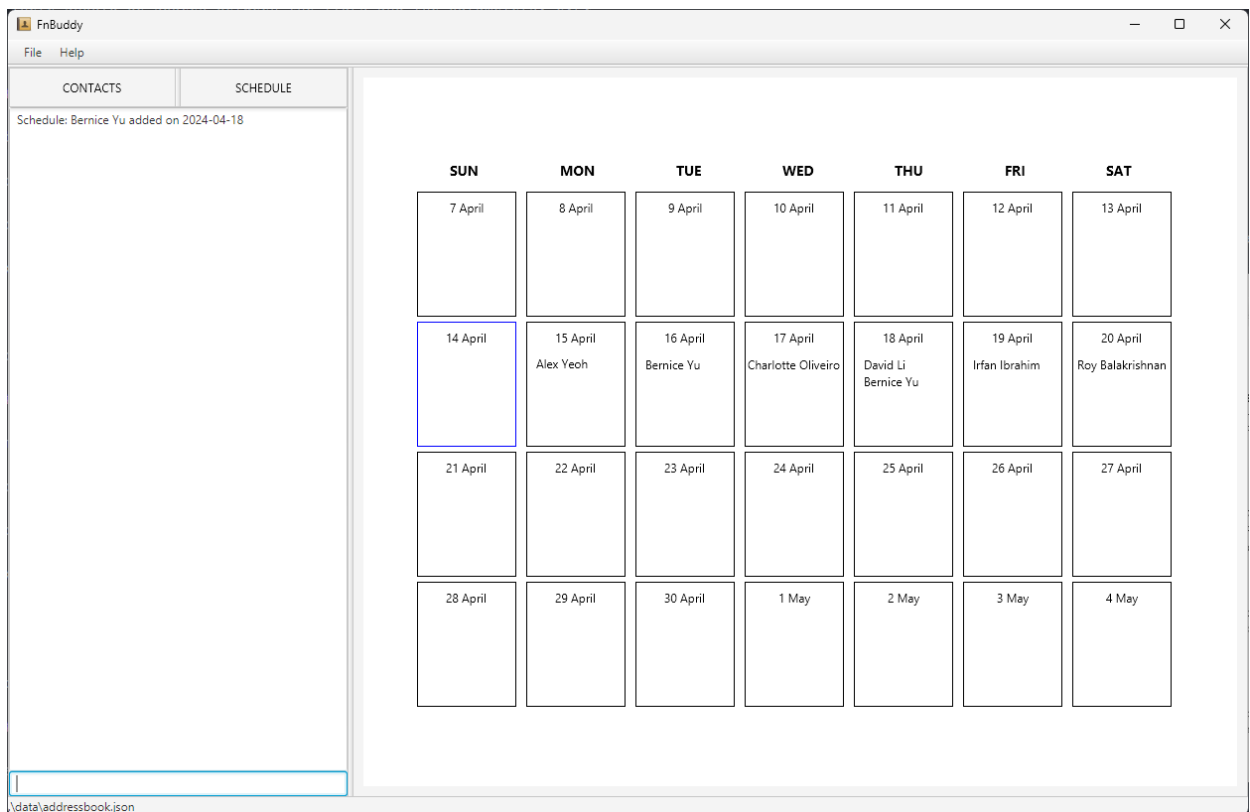 FnBuddy
File Help
CONTACTS SCHEDULE
Schedule: Bernice Yu added on 2024-04-18
SUN MON TUE WED THU FRI SAT
7 April 8 April 9 April 10 April 11 April 12 April 13 April
14 April 15 April 16 April 17 April 18 April 19 April 20 April
Alex Yeoh Bernice Yu Charlotte Oliveiro David Li Irfan Ibrahim Roy Balakrishnan
Bernice Yu
21 April 22 April 23 April 24 April 25 April 26 April 27 April
28 April 29 April 30 April 1 May 2 May 3 May 4 May
.\data\addressbook.json